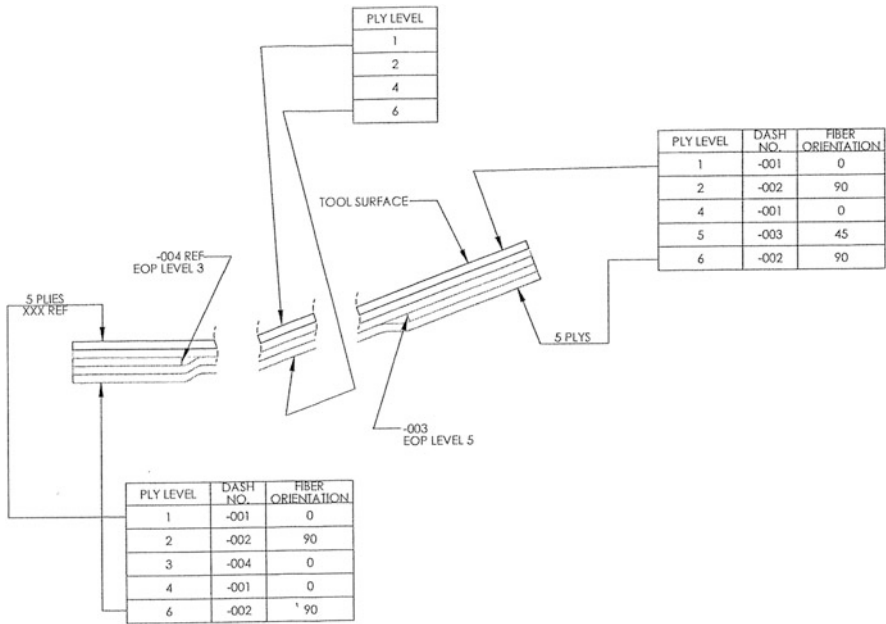 PLY LEVEL
1
2
4
6
PLY LEVEL DASH NO. FIBER ORIENTATION
1 -001 0
2 -002 90
4 -001 0
5 -003 45
6 -002 90
TOOL SURFACE
-004 REF
EOP LEVEL 3
5 PLIES
XXX REF
5 PLYS
-003
EOP LEVEL 5
PLY LEVEL DASH NO. FIBER ORIENTATION
1 -001 0
2 -002 90
3 -004 0
4 -001 0
6 -002 90